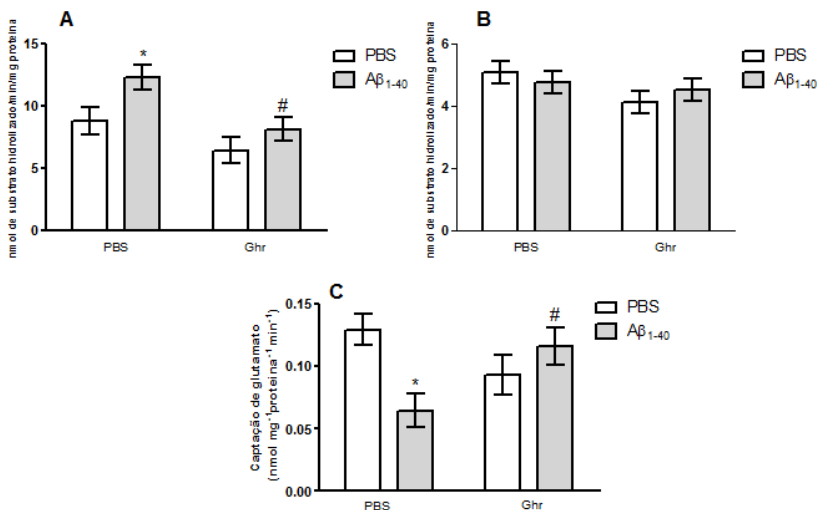 A
nmol de substrato hidrolizado/min/mg proteína
15
10
5
0
*
#
PBS
Ghr
PBS
Aβ1-40
B
nmol de substrato hidrolizado/min/mg proteína
6
4
2
0
PBS
Ghr
PBS
Aβ1-40
C
Captação de glutamato
(nmol mg-1proteína-1 min-1)
0.15
0.10
0.05
0.00
*
#
PBS
Ghr
PBS
Aβ1-40